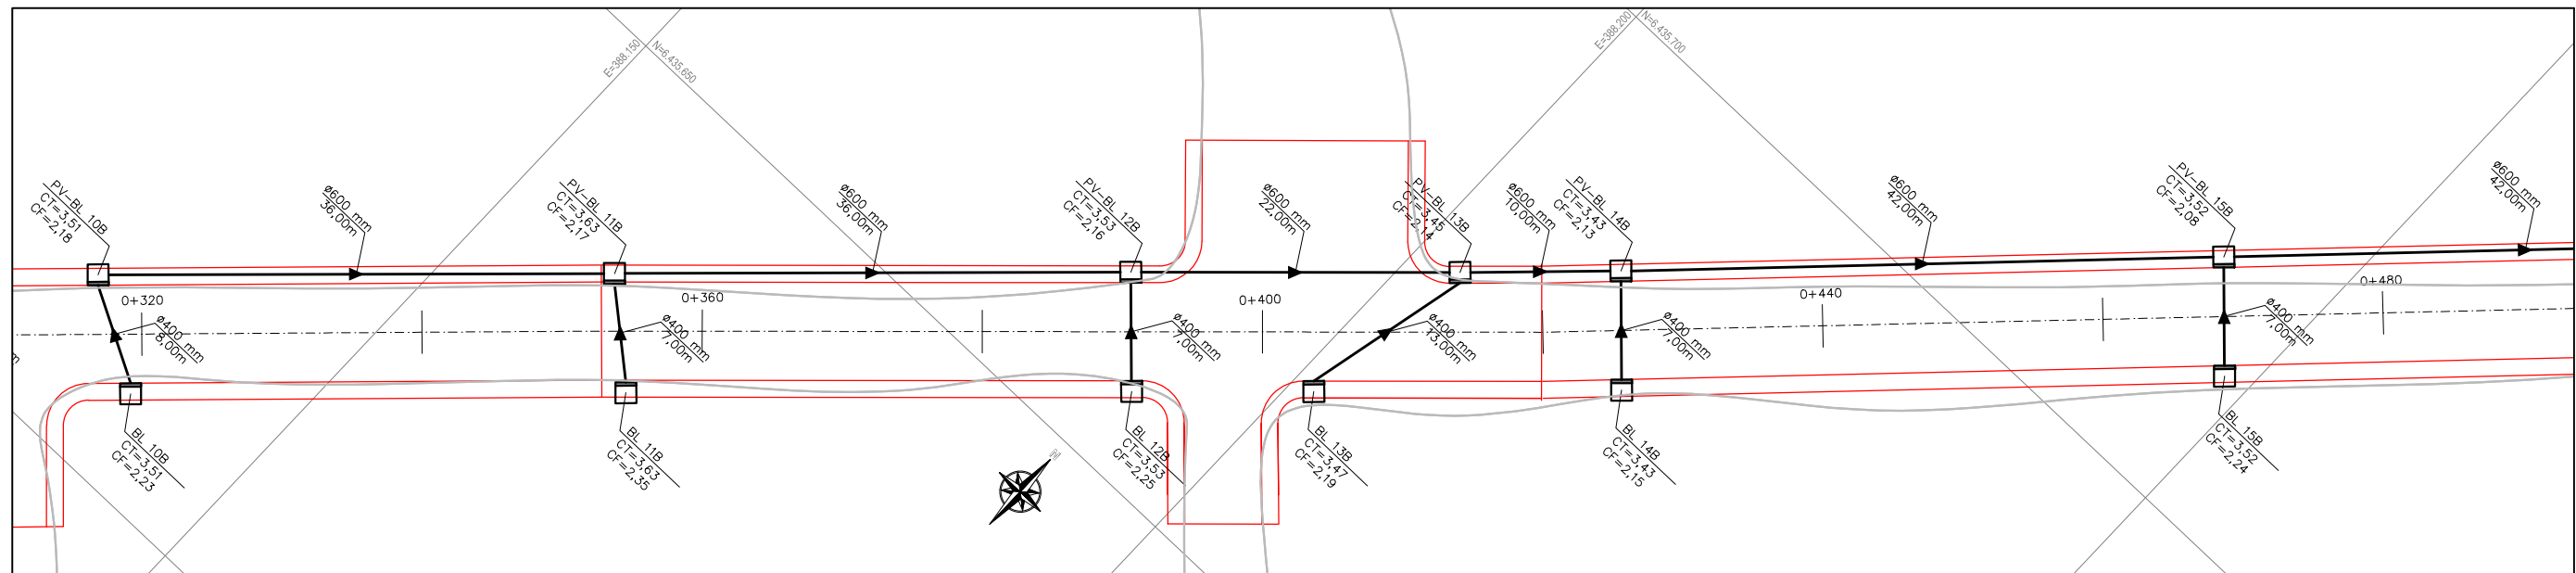 E=388.150
N=6.435.650
E=388.200
N=6.435.700
PV-BL 10B
CT=3,51
CF=2,18
ø600 mm
36,00m
PV-BL 11B
CT=3,63
CF=2,17
ø600 mm
36,00m
PV-BL 12B
CT=3,53
CF=2,16
ø600 mm
22,00m
PV-BL 13B
CT=3,45
CF=2,14
ø600 mm
10,00m
PV-BL 14B
CT=3,43
CF=2,13
ø600 mm
42,00m
PV-BL 15B
CT=3,52
CF=2,08
ø600 mm
42,00m
0+320
0+360
0+400
0+440
0+480
m
ø400 mm
8,00m
ø400 mm
7,00m
ø400 mm
7,00m
ø400 mm
13,00m
ø400 mm
7,00m
ø400 mm
7,00m
BL 10B
CT=3,51
CF=2,23
BL 11B
CT=3,63
CF=2,35
BL 12B
CT=3,53
CF=2,25
BL 13B
CT=3,47
CF=2,19
BL 14B
CT=3,43
CF=2,15
BL 15B
CT=3,52
CF=2,24